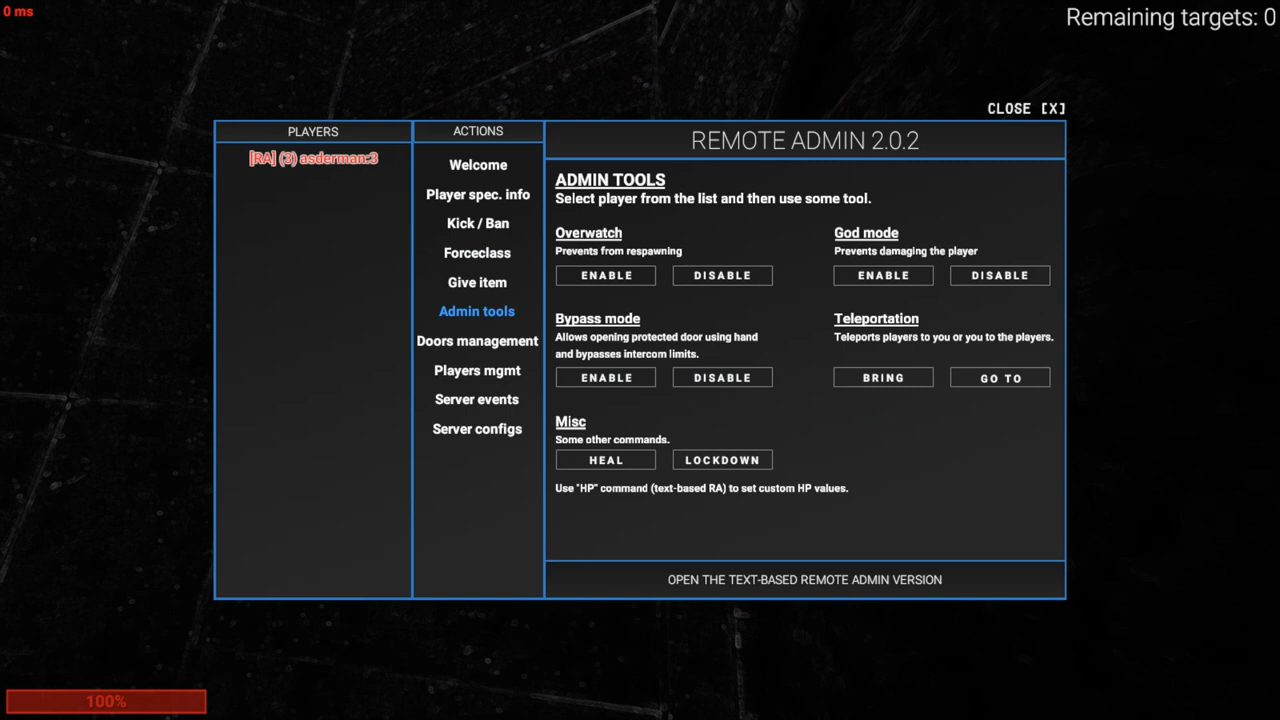 0 ms
Remaining targets: 0
CLOSE [X]
PLAYERS
[RA] (3) asderman:3
ACTIONS
Welcome
Player spec. info
Kick / Ban
Forceclass
Give item
Admin tools
Doors management
Players mgmt
Server events
Server configs
REMOTE ADMIN 2.0.2
ADMIN TOOLS
Select player from the list and then use some tool.
Overwatch
Prevents from respawning
ENABLE DISABLE
God mode
Prevents damaging the player
ENABLE DISABLE
Bypass mode
Allows opening protected door using hand
and bypasses intercom limits.
ENABLE DISABLE
Teleportation
Teleports players to you or you to the players.
BRING GO TO
Misc
Some other commands.
HEAL LOCKDOWN
Use "HP" command (text-based RA) to set custom HP values.
OPEN THE TEXT-BASED REMOTE ADMIN VERSION
100%